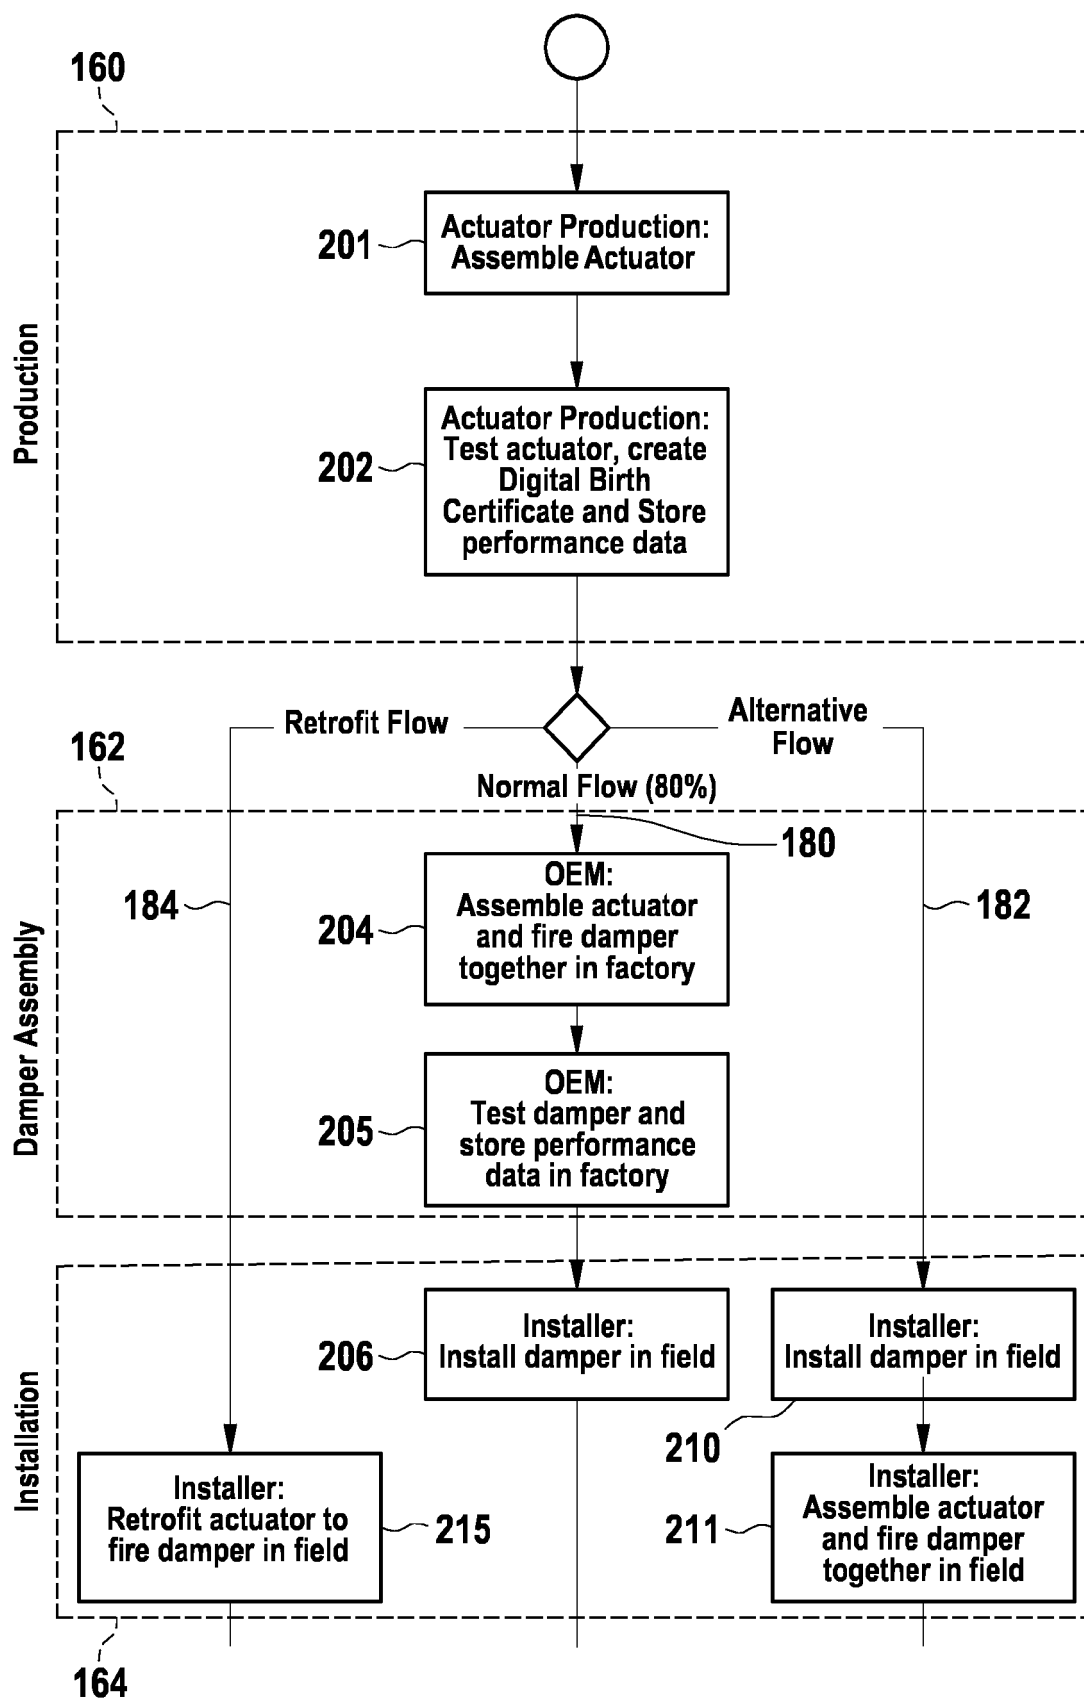 160
Production
201
Actuator Production:
Assemble Actuator
202
Actuator Production:
Test actuator, create
Digital Birth
Certificate and Store
performance data
Retrofit Flow
Alternative
Flow
162
Normal Flow (80%)
180
184
182
Damper Assembly
204
OEM:
Assemble actuator
and fire damper
together in factory
205
OEM:
Test damper and
store performance
data in factory
Installation
206
Installer:
Install damper in field
Installer:
Install damper in field
210
Installer:
Retrofit actuator to
fire damper in field
215
211
Installer:
Assemble actuator
and fire damper
together in field
164